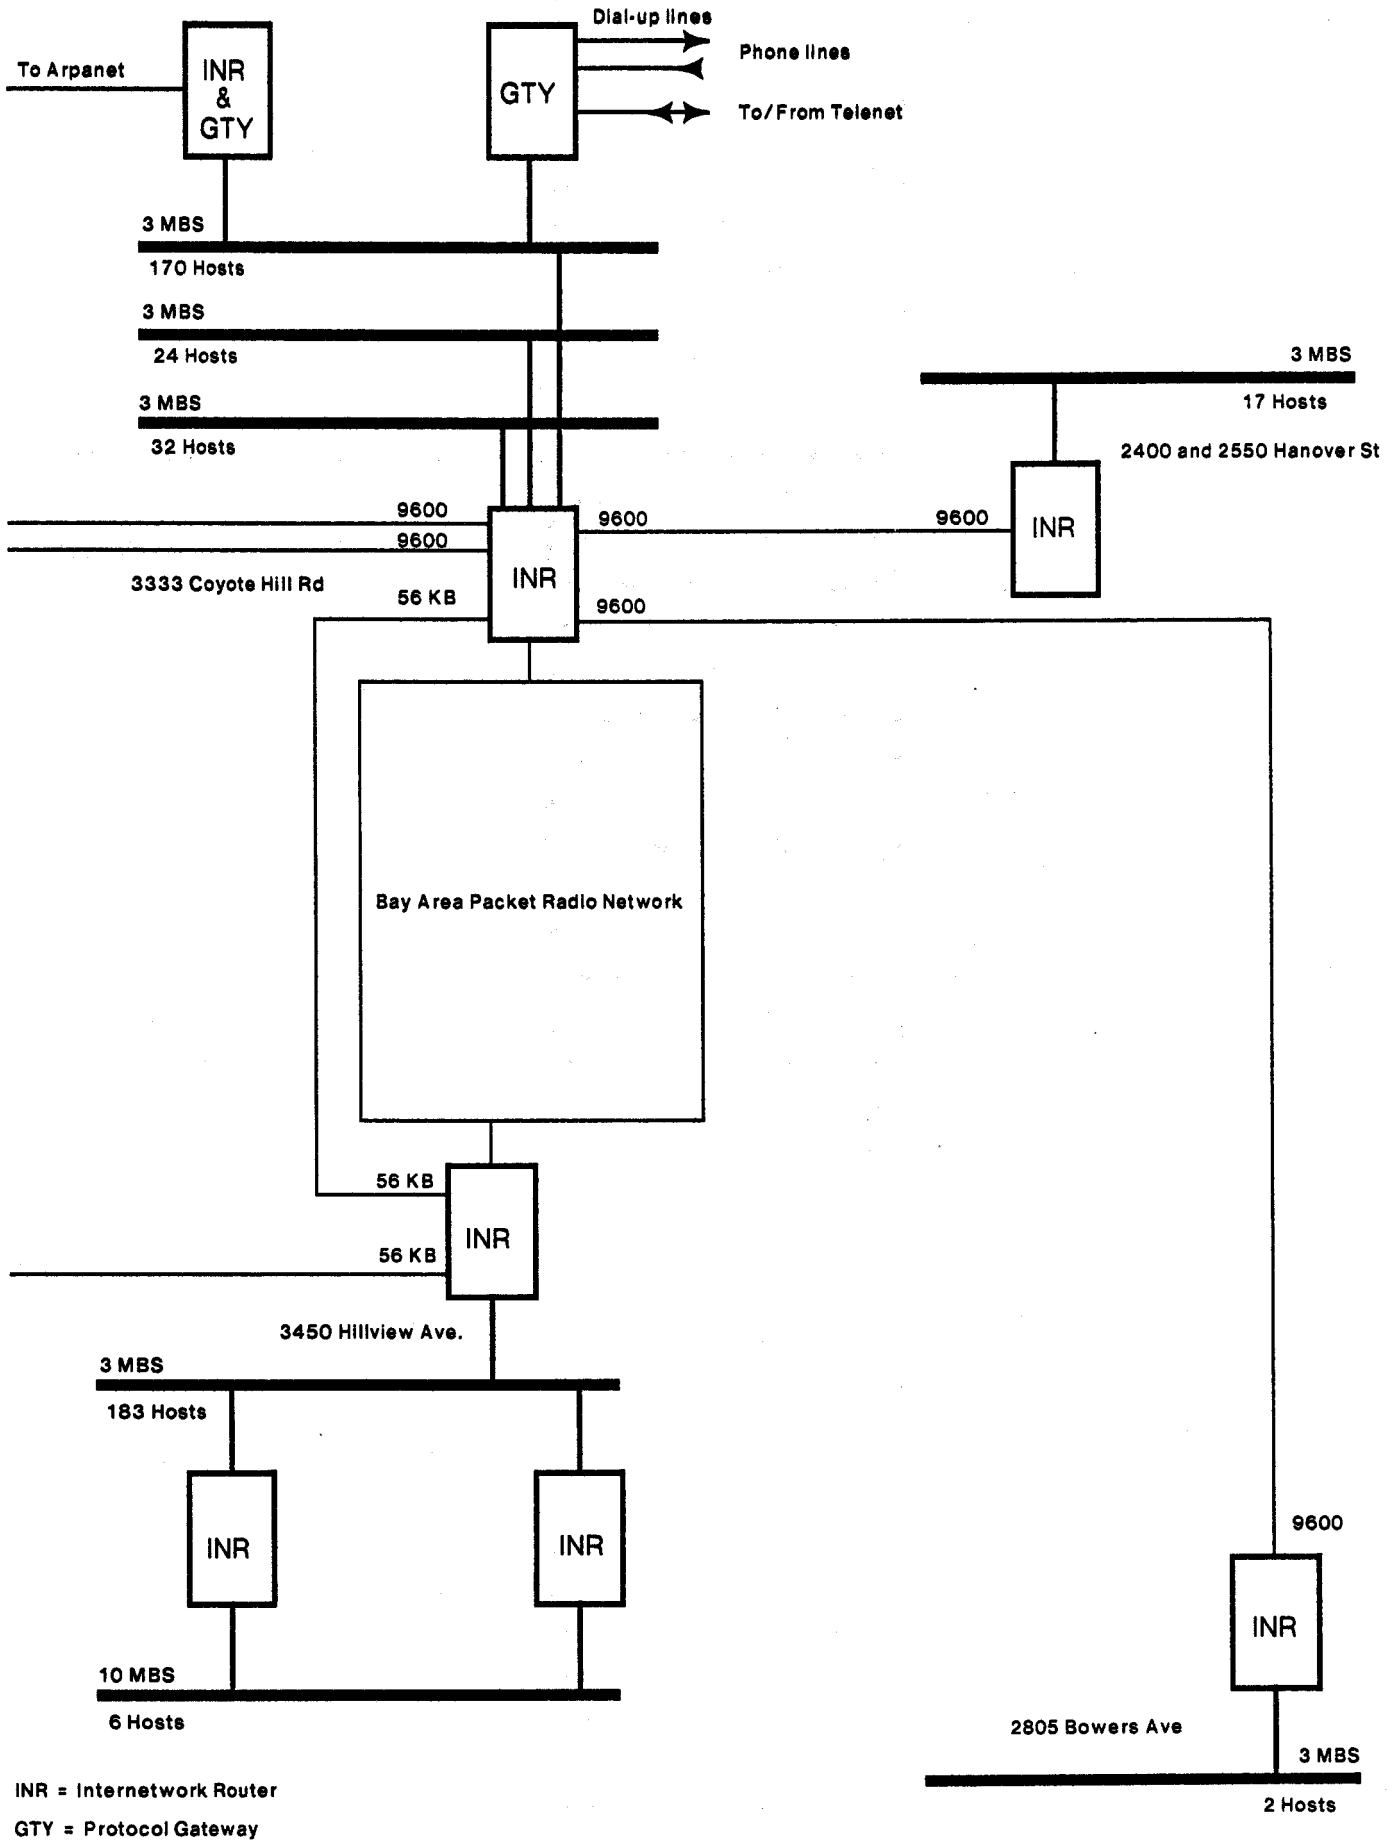 Dial-up lines
Phone lines
To/From Telenet
To Arpanet
INR
&
GTY
GTY
3 MBS
170 Hosts
3 MBS
24 Hosts
3 MBS
32 Hosts
3 MBS
17 Hosts
2400 and 2550 Hanover St
INR
9600
9600
9600
9600
3333 Coyote Hill Rd
INR
56 KB
9600
Bay Area Packet Radio Network
56 KB
INR
56 KB
3450 Hillview Ave.
3 MBS
183 Hosts
INR
INR
10 MBS
6 Hosts
9600
INR
2805 Bowers Ave
3 MBS
2 Hosts
INR = Internetwork Router
GTY = Protocol Gateway